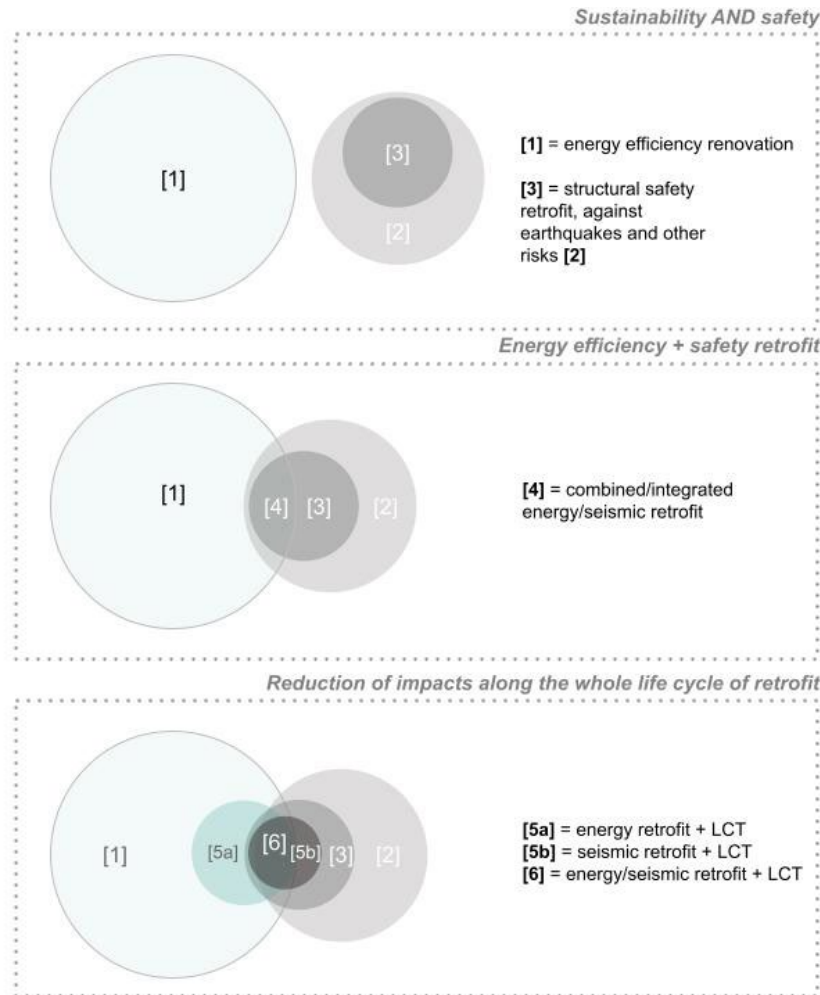 Sustainability AND safety
[1]
[3]
[2]
[1] = energy efficiency renovation
[3] = structural safety
retrofit, against
earthquakes and other
risks [2]
Energy efficiency + safety retrofit
[1]
[4]
[3]
[2]
[4] = combined/integrated
energy/seismic retrofit
Reduction of impacts along the whole life cycle of retrofit
[1]
[5a]
[6]
[5b]
[3]
[2]
[5a] = energy retrofit + LCT
[5b] = seismic retrofit + LCT
[6] = energy/seismic retrofit + LCT